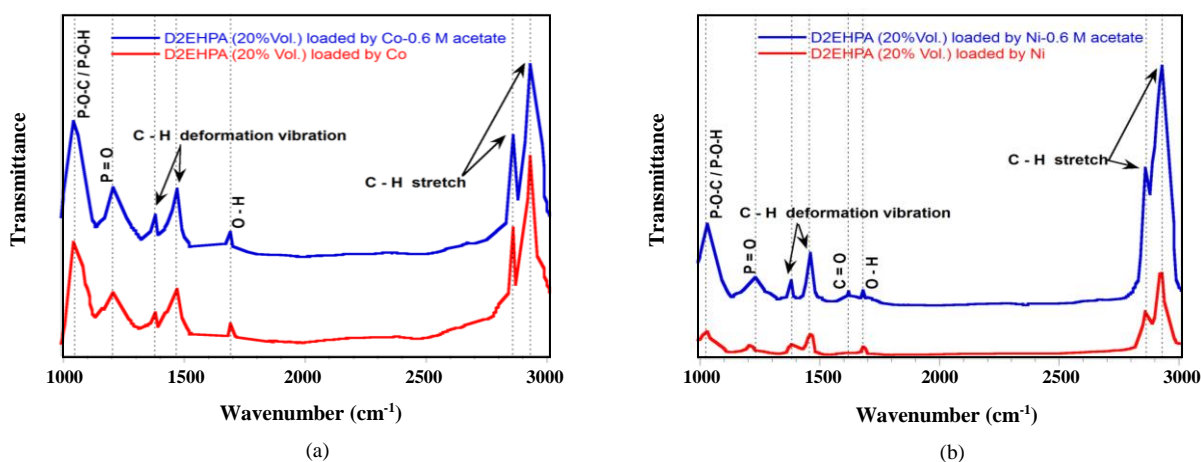 D2EHPA (20%Vol.) loaded by Co-0.6 M acetate
D2EHPA (20% Vol.) loaded by Co
P-O-C / P-O-H
P = O
C - H deformation vibration
O - H
C - H stretch
Transmittance
1000 1500 2000 2500 3000
Wavenumber (cm-1)
(a)
D2EHPA (20%Vol.) loaded by Ni-0.6 M acetate
D2EHPA (20% Vol.) loaded by Ni
P-O-C / P-O-H
P = O
C - H deformation vibration
C = O
O - H
C - H stretch
Transmittance
1000 1500 2000 2500 3000
Wavenumber (cm-1)
(b)